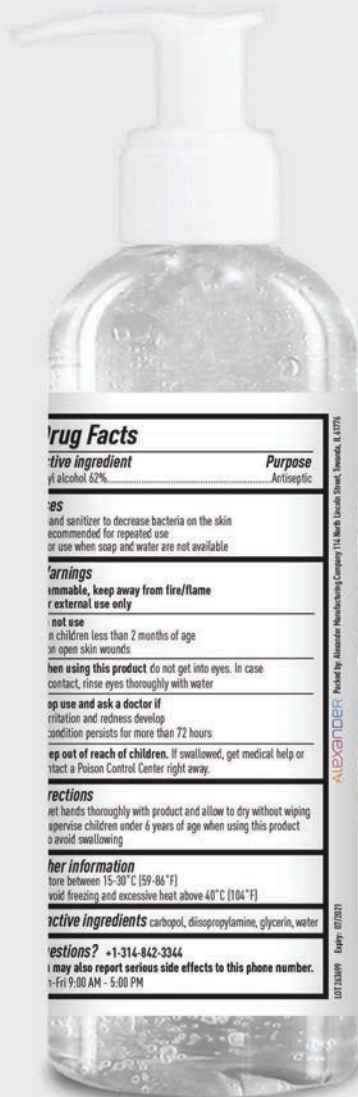 Drug Facts
ctive ingredient Purpose
yl alcohol 62%.......................................Antiseptic
es
and sanitizer to decrease bacteria on the skin
ecommended for repeated use
or use when soap and water are not available
Warnings
ammable, keep away from fire/flame
r external use only
not use
n children less than 2 months of age
on open skin wounds
hen using this product do not get into eyes. In case
contact, rinse eyes thoroughly with water
op use and ask a doctor if
rritation and redness develop
condition persists for more than 72 hours
eep out of reach of children. If swallowed, get medical help or
ntact a Poison Control Center right away.
rections
wet hands thoroughly with product and allow to dry without wiping
supervise children under 6 years of age when using this product
o avoid swallowing
her information
tore between 15-30°C (59-86°F)
void freezing and excessive heat above 40°C (104°F)
active ingredients carbopol, diisopropylamine, glycerin, water
estions? +1-314-842-3344
u may also report serious side effects to this phone number.
n-Fri 9:00 AM - 5:00 PM
LOT 263699 Expiry: 07/2021 ALEXANDER Packed by: Alexander Manufacturing Company 114 North Lincoln Street, Towanda, IL 61776